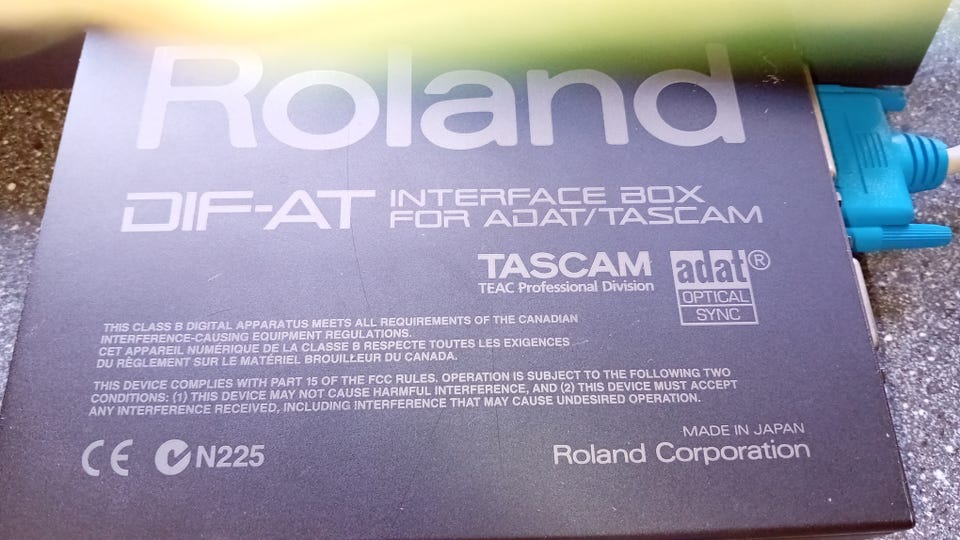 Roland
DIF-AT INTERFACE BOX
FOR ADAT/TASCAM
TASCAM
TEAC Professional Division
adat®
OPTICAL
SYNC
THIS CLASS B DIGITAL APPARATUS MEETS ALL REQUIREMENTS OF THE CANADIAN
INTERFERENCE-CAUSING EQUIPMENT REGULATIONS.
CET APPAREIL NUMÉRIQUE DE LA CLASSE B RESPECTE TOUTES LES EXIGENCES
DU RÈGLEMENT SUR LE MATÉRIEL BROUILLEUR DU CANADA.
THIS DEVICE COMPLIES WITH PART 15 OF THE FCC RULES. OPERATION IS SUBJECT TO THE FOLLOWING TWO
CONDITIONS: (1) THIS DEVICE MAY NOT CAUSE HARMFUL INTERFERENCE, AND (2) THIS DEVICE MUST ACCEPT
ANY INTERFERENCE RECEIVED, INCLUDING INTERFERENCE THAT MAY CAUSE UNDESIRED OPERATION.
CE N225
MADE IN JAPAN
Roland Corporation